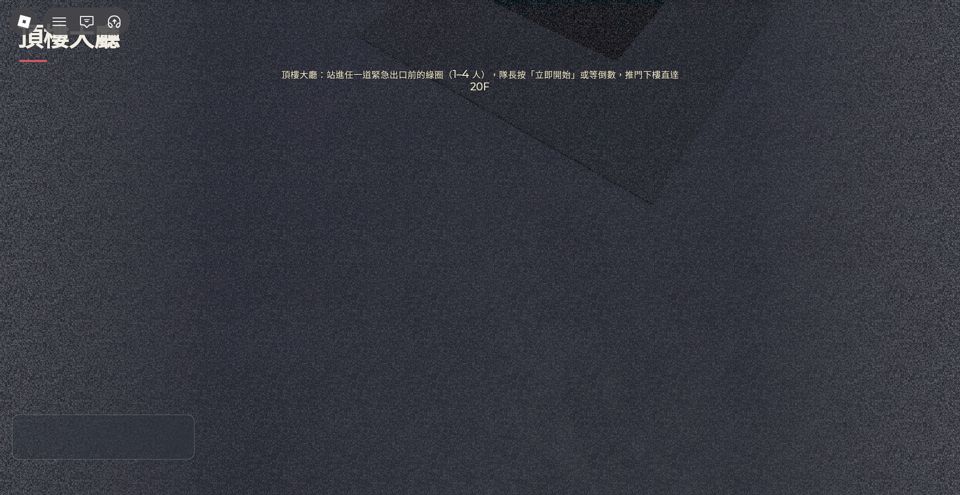 頂樓大廳
頂樓大廳：站進任一道緊急出口前的綠圈（1–4 人），隊長按「立即開始」或等倒數，推門下樓直達
20F